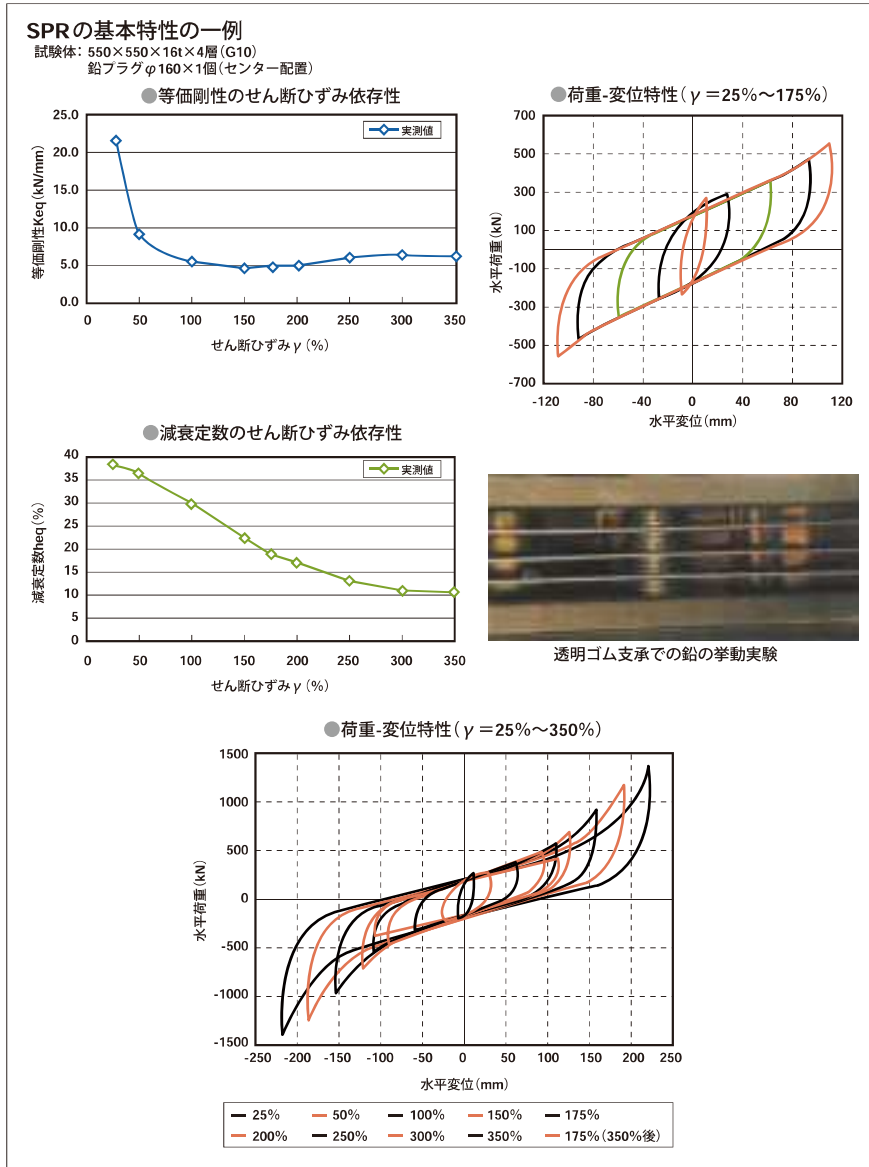 SPRの基本特性の一例
試験体：550×550×16t×4層（G10）
鉛プラグφ160×1個（センター配置）
●等価剛性のせん断ひずみ依存性
等価剛性Keq（kN/mm）
25.0
20.0
15.0
10.0
5.0
0.0
実測値
0 50 100 150 200 250 300 350
せん断ひずみγ（%）
●荷重-変位特性（γ＝25%～175%）
水平荷重（kN）
700
500
300
100
-100
-300
-500
-700
-120 -80 -40 0 40 80 120
水平変位（mm）
●減衰定数のせん断ひずみ依存性
減衰定数heq（%）
40
35
30
25
20
15
10
5
0
実測値
0 50 100 150 200 250 300 350
せん断ひずみγ（%）
透明ゴム支承での鉛の挙動実験
●荷重-変位特性（γ＝25%～350%）
水平荷重（kN）
1500
1000
500
0
-500
-1000
-1500
-250 -200 -150 -100 -50 0 50 100 150 200 250
水平変位（mm）
25% 50% 100% 150% 175%
200% 250% 300% 350% 175%（350%後）